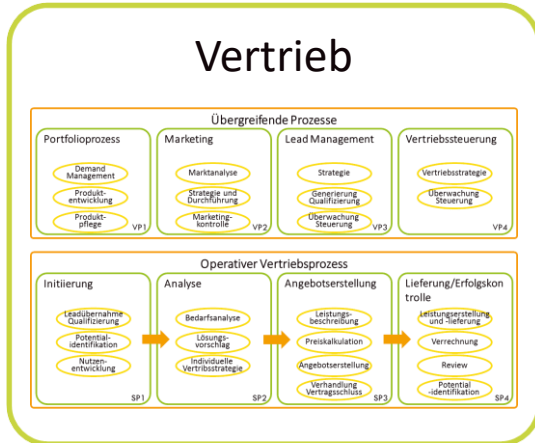 Vertrieb
Übergreifende Prozesse
Portfolioprozess
Demand
Management
Produkt-
entwicklung
Produkt-
pflege
VP1
Marketing
Marktanalyse
Strategie und
Durchführung
Marketing-
kontrolle
VP2
Lead Management
Strategie
Generierung
Qualifizierung
Überwachung
Steuerung
VP3
Vertriebssteuerung
Vertriebsstrategie
Überwachung
Steuerung
VP4
Operativer Vertriebsprozess
Initiierung
Leadübernahme
Qualifizierung
Potential-
identifikation
Nutzen-
entwicklung
SP1
Analyse
Bedarfsanalyse
Lösungs-
vorschlag
Individuelle
Vertribsstrategie
SP2
Angebotserstellung
Leistungs-
beschreibung
Preiskalkulation
Angebotserstellung
Verhandlung
Vertragsschluss
SP3
Lieferung/Erfolgskon
trolle
Leistungserstellung
und -lieferung
Verrechnung
Review
Potential
-identifikation
SP4